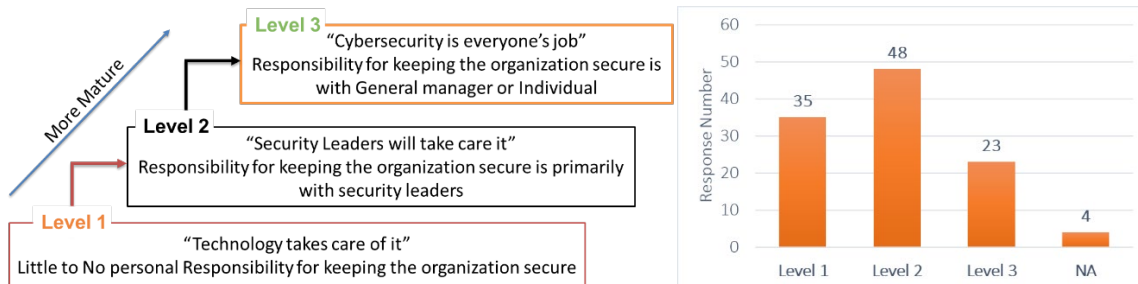 More Mature
Level 3
“Cybersecurity is everyone’s job”
Responsibility for keeping the organization secure is
with General manager or Individual
Level 2
“Security Leaders will take care it”
Responsibility for keeping the organization secure is primarily
with security leaders
Level 1
“Technology takes care of it”
Little to No personal Responsibility for keeping the organization secure
Response Number
60
50
40
30
20
10
0
35
48
23
4
Level 1
Level 2
Level 3
NA